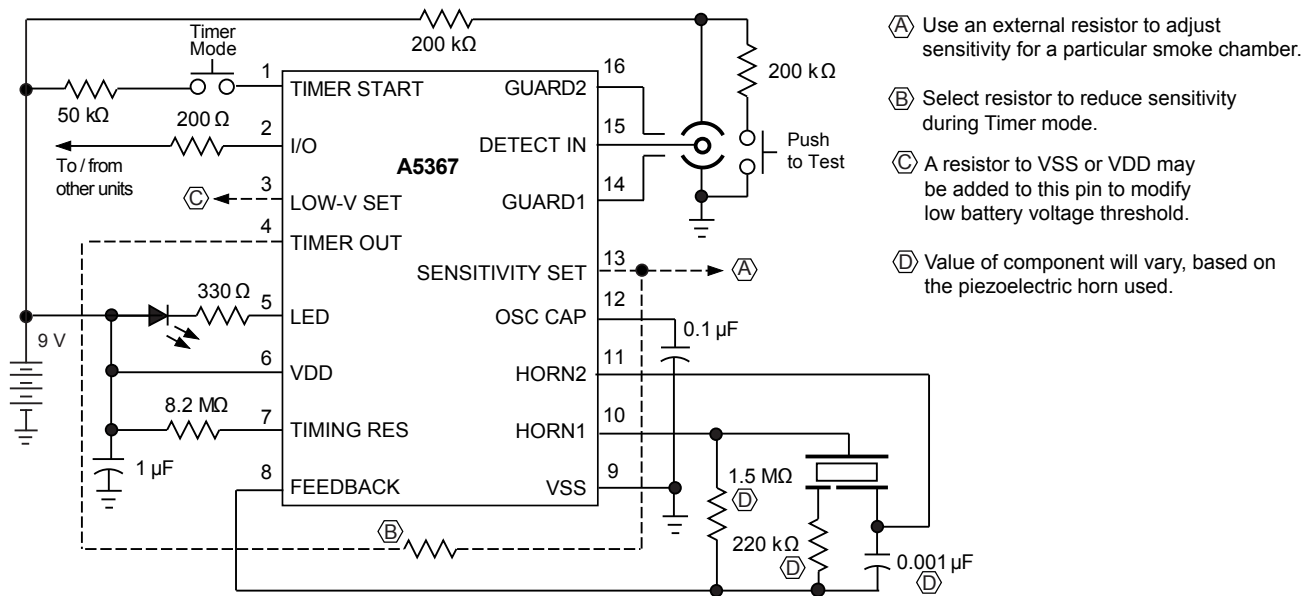 Timer
Mode
200 kΩ
50 kΩ
1
TIMER START
200 Ω
2
I/O
To / from
other units
C
3
LOW-V SET
4
TIMER OUT
330 Ω
5
LED
9 V
6
VDD
8.2 MΩ
7
TIMING RES
1 µF
8
FEEDBACK
A5367
16
GUARD2
15
DETECT IN
14
GUARD1
13
SENSITIVITY SET
A
12
OSC CAP
0.1 µF
11
HORN2
10
HORN1
9
VSS
B
200 kΩ
Push
to Test
1.5 MΩ
D
220 kΩ
D
0.001 µF
D
A Use an external resistor to adjust
sensitivity for a particular smoke chamber.
B Select resistor to reduce sensitivity
during Timer mode.
C A resistor to VSS or VDD may
be added to this pin to modify
low battery voltage threshold.
D Value of component will vary, based on
the piezoelectric horn used.